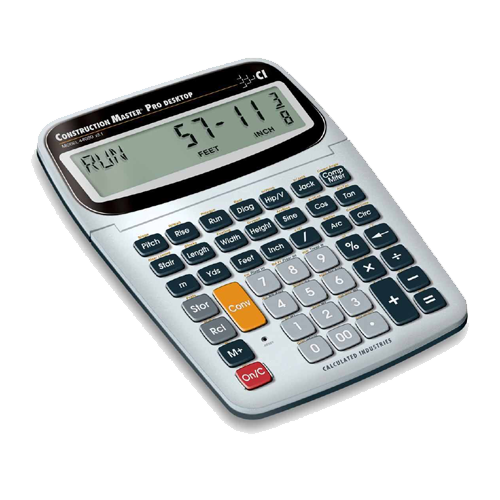 CONSTRUCTION MASTER® PRO DESKTOP
CI
RUN 57-11 3/8
FEET INCH
Pitch Rise Run Diag Hip/V Jack Comp Miter
Stair Length Width Height Sine Cos Tan
m Yds Feet Inch / Arc Circ
Stor Conv 7 8 9 % ←
Rcl 4 5 6 × ÷
M+ 1 2 3 + -
On/C 0 00 . =
CALCULATED INDUSTRIES